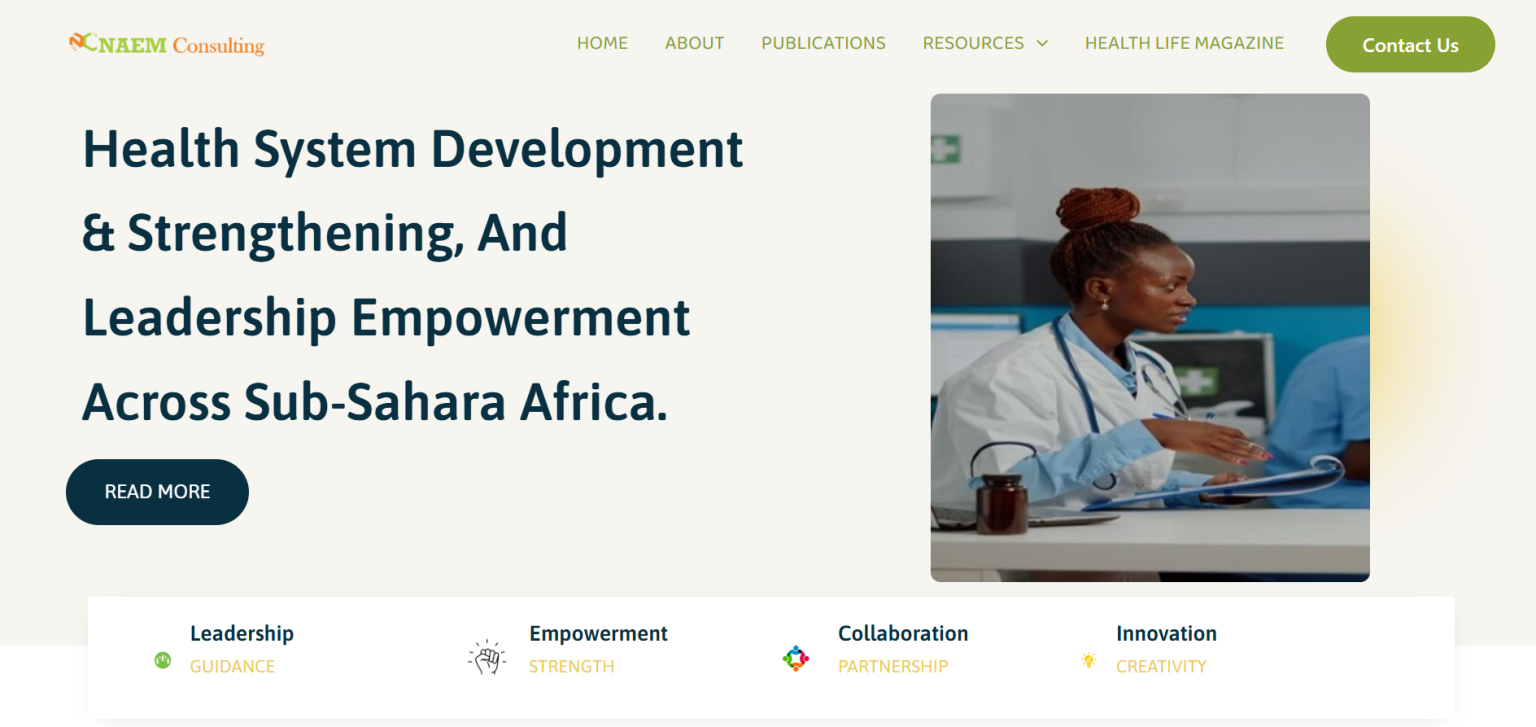 NAEM Consulting
HOME ABOUT PUBLICATIONS RESOURCES HEALTH LIFE MAGAZINE Contact Us
Health System Development
& Strengthening, And
Leadership Empowerment
Across Sub-Sahara Africa.
READ MORE
Leadership
GUIDANCE
Empowerment
STRENGTH
Collaboration
PARTNERSHIP
Innovation
CREATIVITY